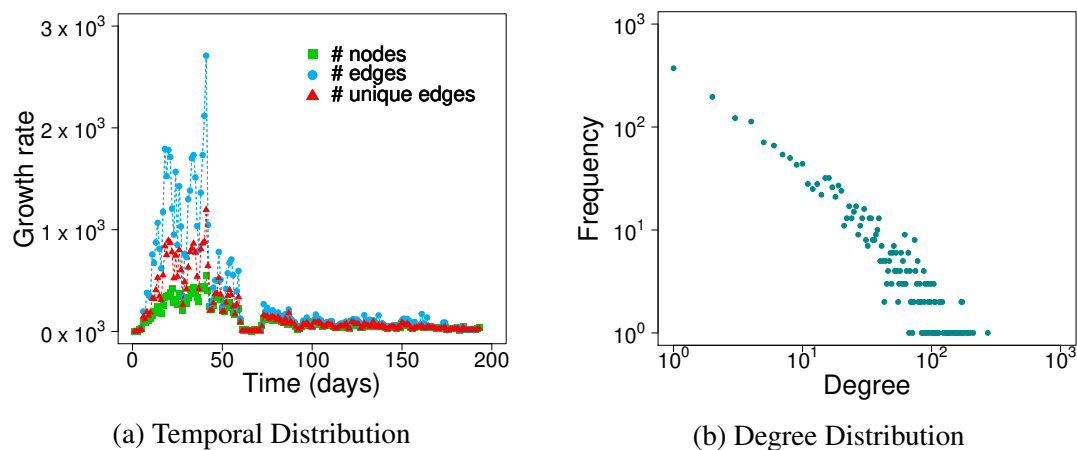 3 x 10³
2 x 10³
1 x 10³
0 x 10³
Growth rate
# nodes
# edges
# unique edges
0
50
100
150
200
Time (days)
(a) Temporal Distribution
10³
10²
10¹
10⁰
Frequency
10⁰
10¹
10²
10³
Degree
(b) Degree Distribution